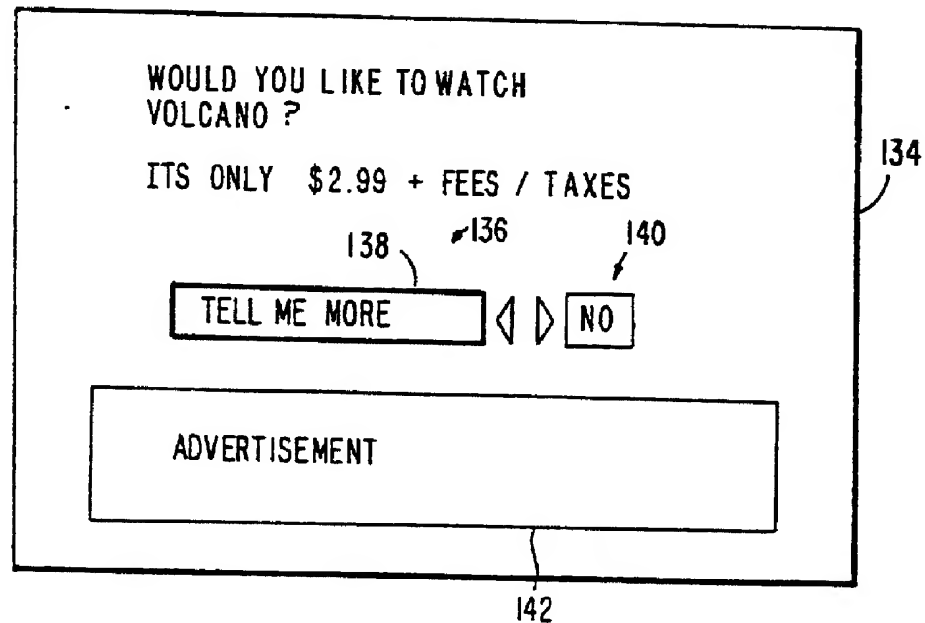 WOULD YOU LIKE TO WATCH
VOLCANO ?
ITS ONLY $2.99 + FEES / TAXES
134
138
136
140
TELL ME MORE
NO
ADVERTISEMENT
142